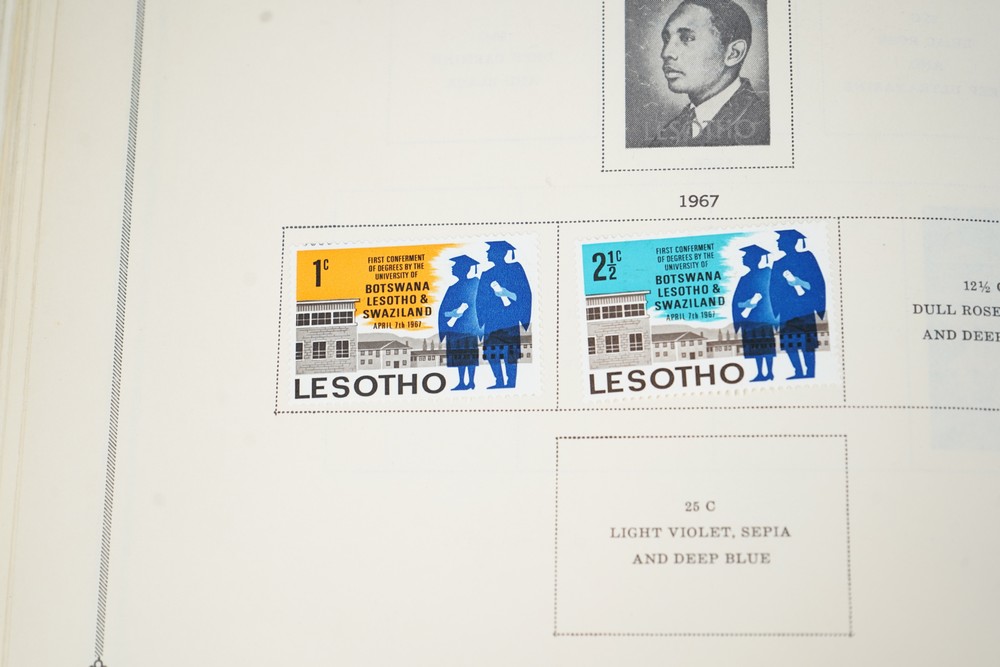 LESOTHO
1967
1c
FIRST CONFERMENT
OF DEGREES BY THE
UNIVERSITY OF
BOTSWANA
LESOTHO &
SWAZILAND
APRIL 7th 1967
LESOTHO
2½c
FIRST CONFERMENT
OF DEGREES BY THE
UNIVERSITY OF
BOTSWANA
LESOTHO &
SWAZILAND
APRIL 7th 1967
LESOTHO
12½
DULL ROSE
AND DEEP
25 C
LIGHT VIOLET, SEPIA
AND DEEP BLUE